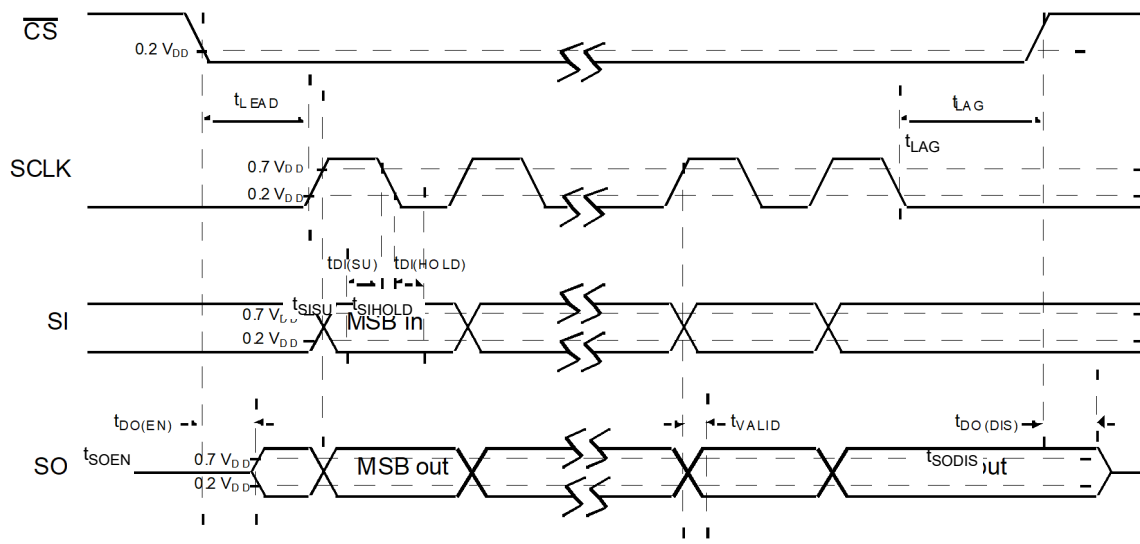 CS
0.2 VDD
tLEAD
tLAG
tLAG
SCLK
0.7 VDD
0.2 VDD
tDI(SU) tDI(HOLD)
tSISU tSIHOLD
SI
0.7 VDD
MSB in
0.2 VDD
tDO(EN)
tVALID
tDO(DIS)
tSOEN
tSODIS
SO
0.7 VDD
MSB out
out
0.2 VDD